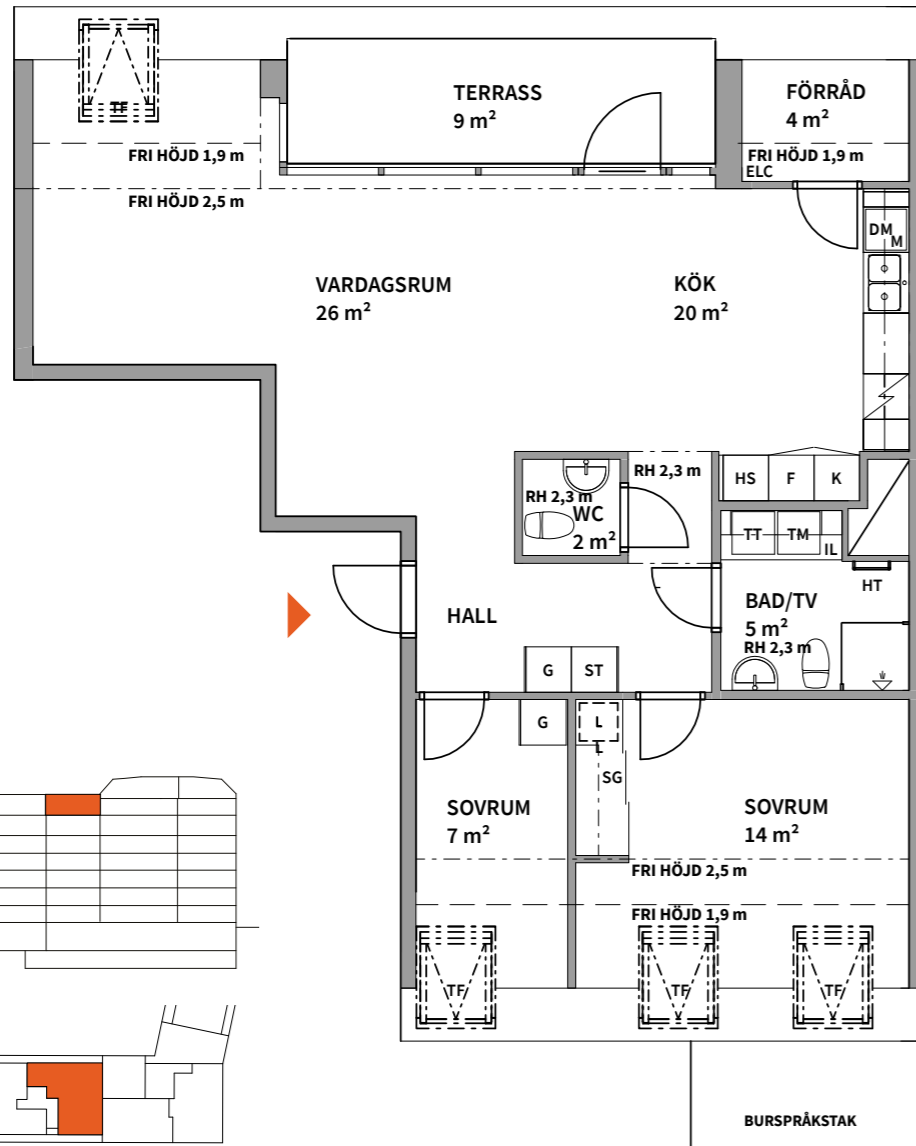 TF
TERRASS
9 m²
FÖRRÅD
4 m²
FRI HÖJD 1,9 m
FRI HÖJD 1,9 m
ELC
FRI HÖJD 2,5 m
DM
M
VARDAGSRUM
26 m²
KÖK
20 m²
RH 2,3 m
HS
F
K
RH 2,3 m
WC
2 m²
TT
TM
IL
HT
BAD/TV
5 m²
RH 2,3 m
HALL
G
ST
G
L
L
SG
SOVRUM
7 m²
SOVRUM
14 m²
FRI HÖJD 2,5 m
FRI HÖJD 1,9 m
TF
TF
TF
BURSPRÅKSTAK